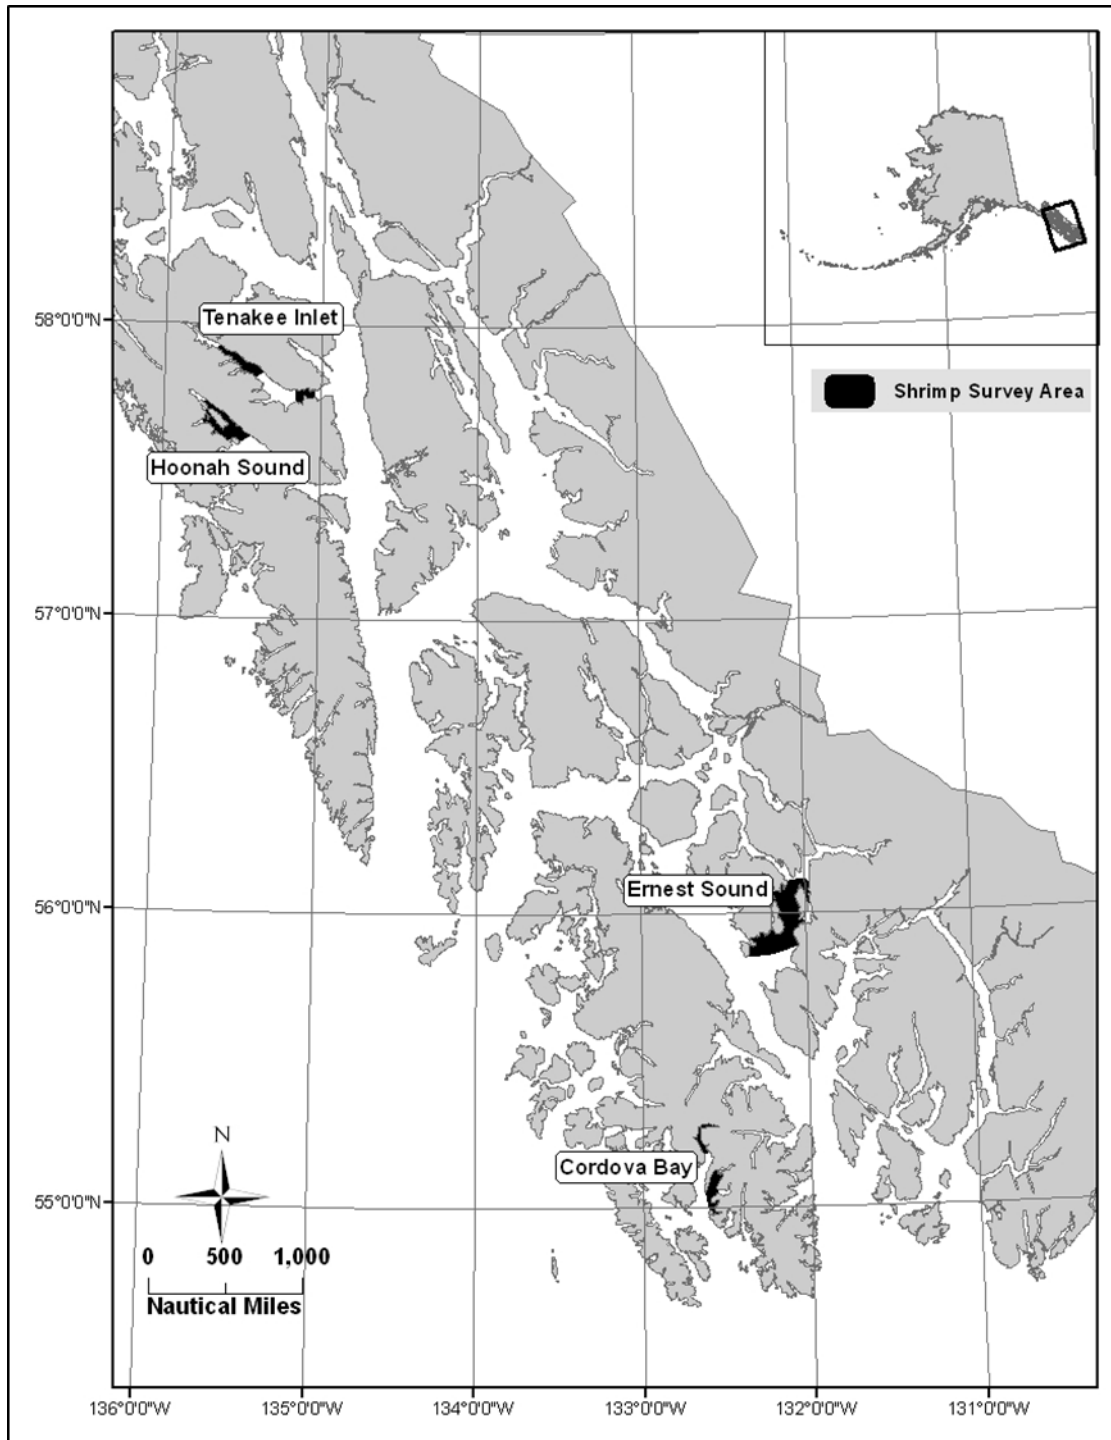 Tenakee Inlet
58°0'0"N
Shrimp Survey Area
Hoonah Sound
57°0'0"N
Ernest Sound
56°0'0"N
N
Cordova Bay
55°0'0"N
0 500 1,000
Nautical Miles
136°0'0"W 135°0'0"W 134°0'0"W 133°0'0"W 132°0'0"W 131°0'0"W